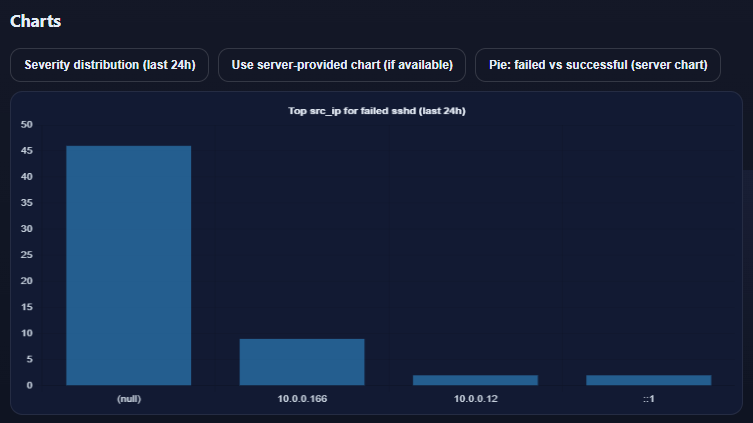 Charts
Severity distribution (last 24h)
Use server-provided chart (if available)
Pie: failed vs successful (server chart)
Top src_ip for failed sshd (last 24h)
50
45
40
35
30
25
20
15
10
5
0
(null)
10.0.0.166
10.0.0.12
::1